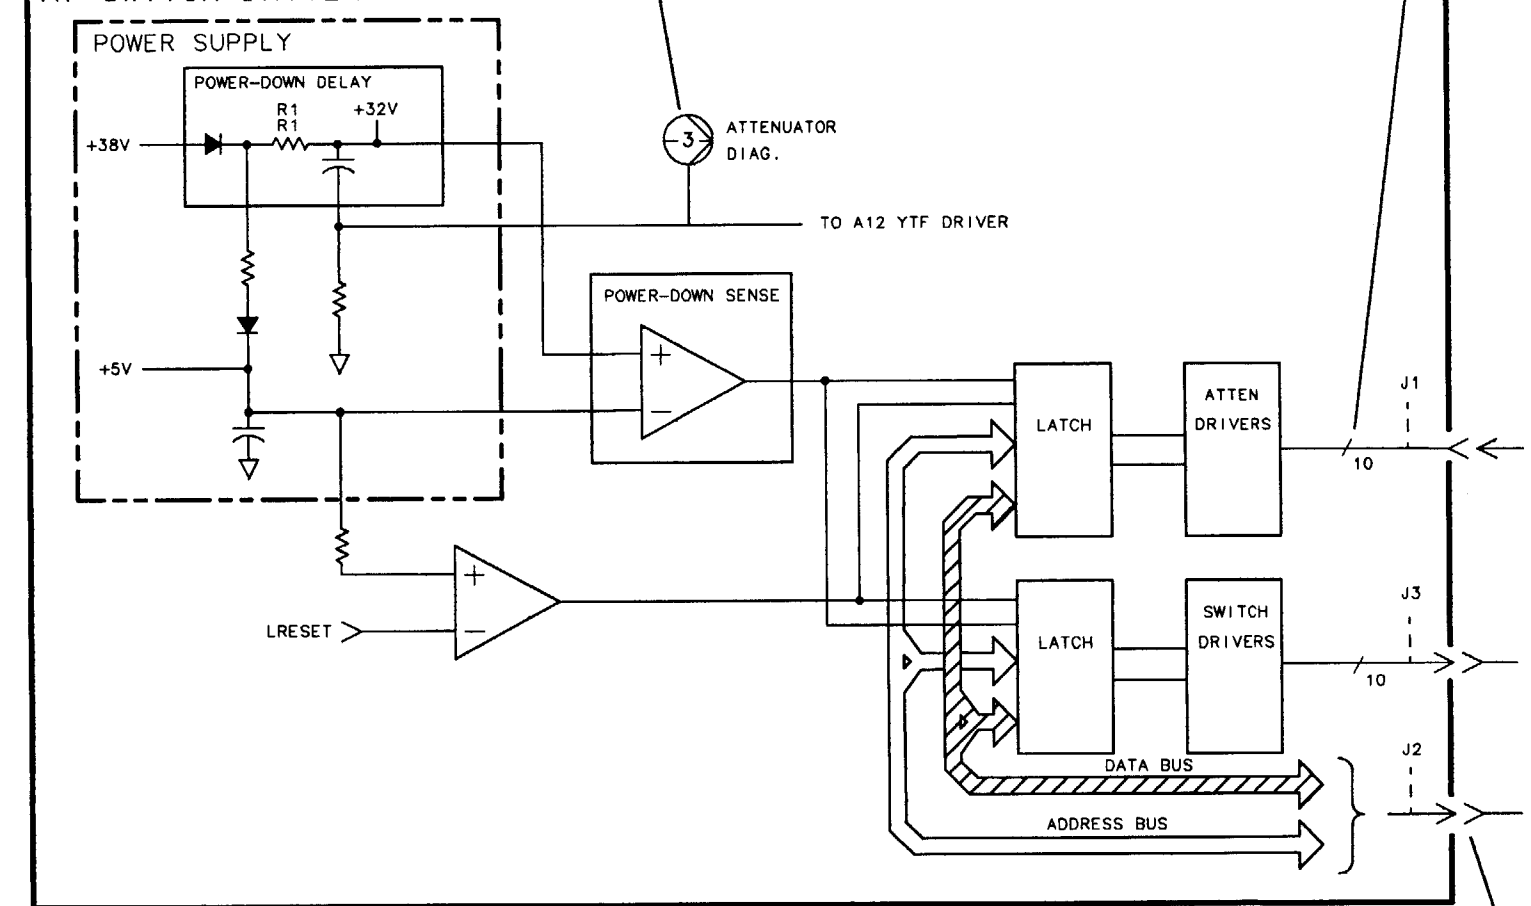 POWER SUPPLY
POWER-DOWN DELAY
R1
R1
+32V
+38V
3
ATTENUATOR
DIAG.
TO A12 YTF DRIVER
POWER-DOWN SENSE
+
−
+5V
LATCH
ATTEN
DRIVERS
J1
10
+
−
LRESET
LATCH
SWITCH
DRIVERS
J3
10
DATA BUS
ADDRESS BUS
J2